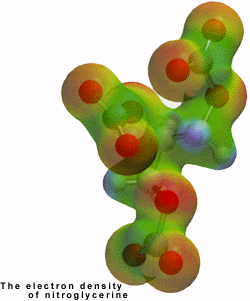 The electron density
of nitroglycerine